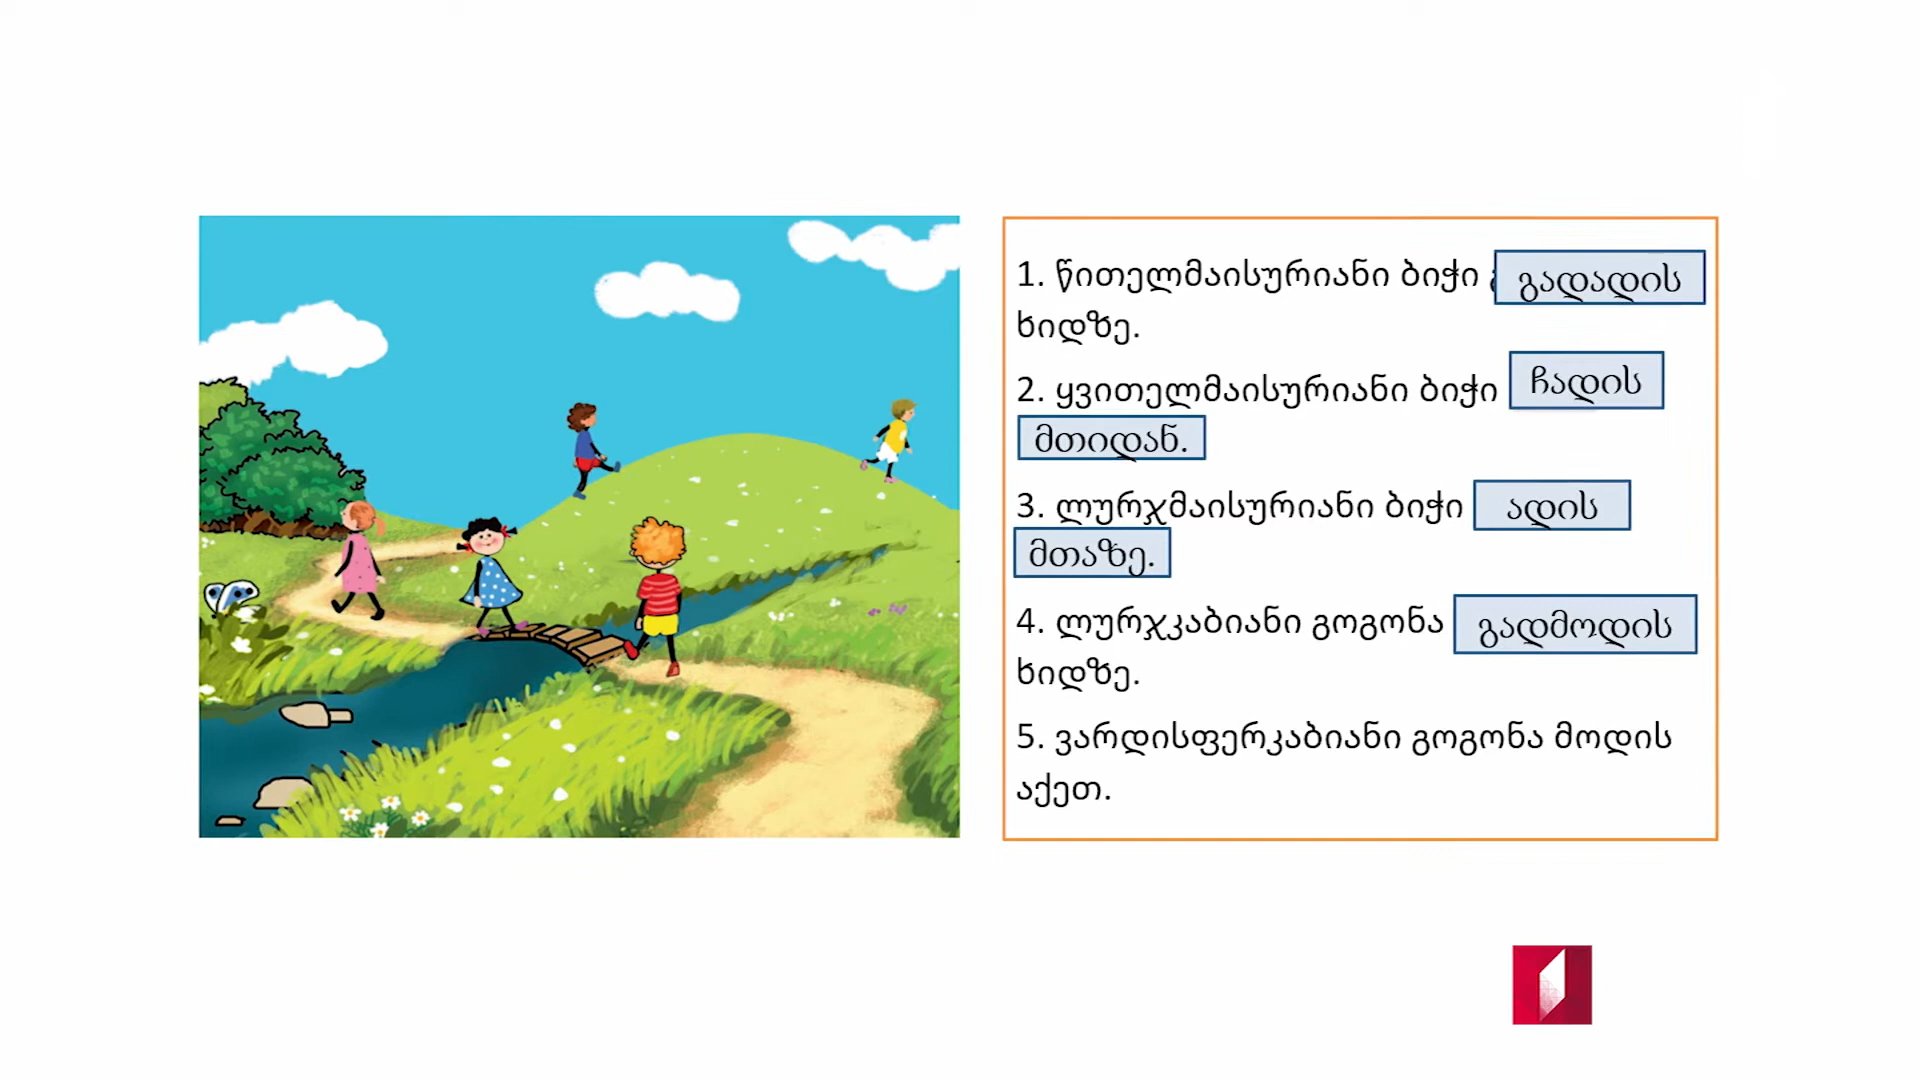 1. წითელმაისურიანი ბიჭი გადადის
ხიდზე.
2. ყვითელმაისურიანი ბიჭი ჩადის
მთიდან.
3. ლურჯმაისურიანი ბიჭი ადის
მთაზე.
4. ლურჯკაბიანი გოგონა გადმოდის
ხიდზე.
5. ვარდისფერკაბიანი გოგონა მოდის
აქეთ.